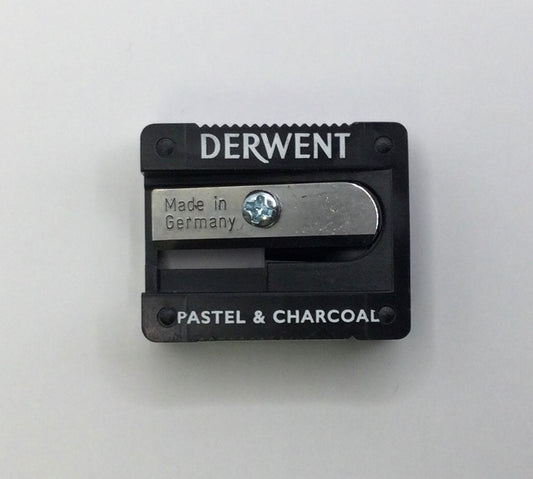 DERWENT
Made in
Germany
PASTEL & CHARCOAL